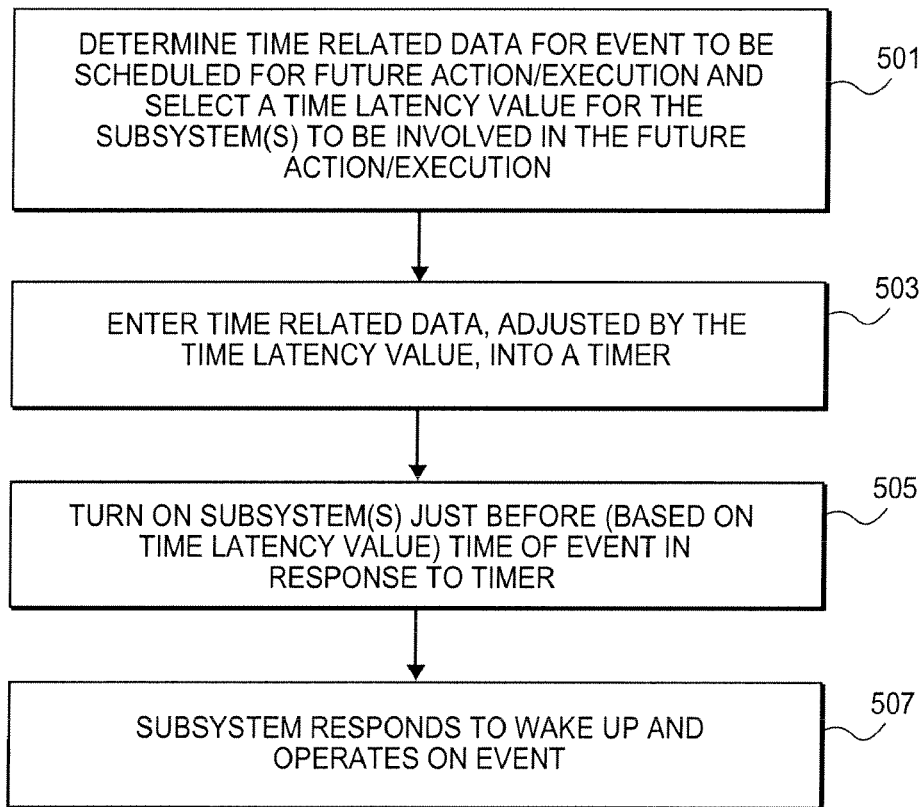 DETERMINE TIME RELATED DATA FOR EVENT TO BE
SCHEDULED FOR FUTURE ACTION/EXECUTION AND
SELECT A TIME LATENCY VALUE FOR THE
SUBSYSTEM(S) TO BE INVOLVED IN THE FUTURE
ACTION/EXECUTION
501
ENTER TIME RELATED DATA, ADJUSTED BY THE
TIME LATENCY VALUE, INTO A TIMER
503
TURN ON SUBSYSTEM(S) JUST BEFORE (BASED ON
TIME LATENCY VALUE) TIME OF EVENT IN
RESPONSE TO TIMER
505
SUBSYSTEM RESPONDS TO WAKE UP AND
OPERATES ON EVENT
507